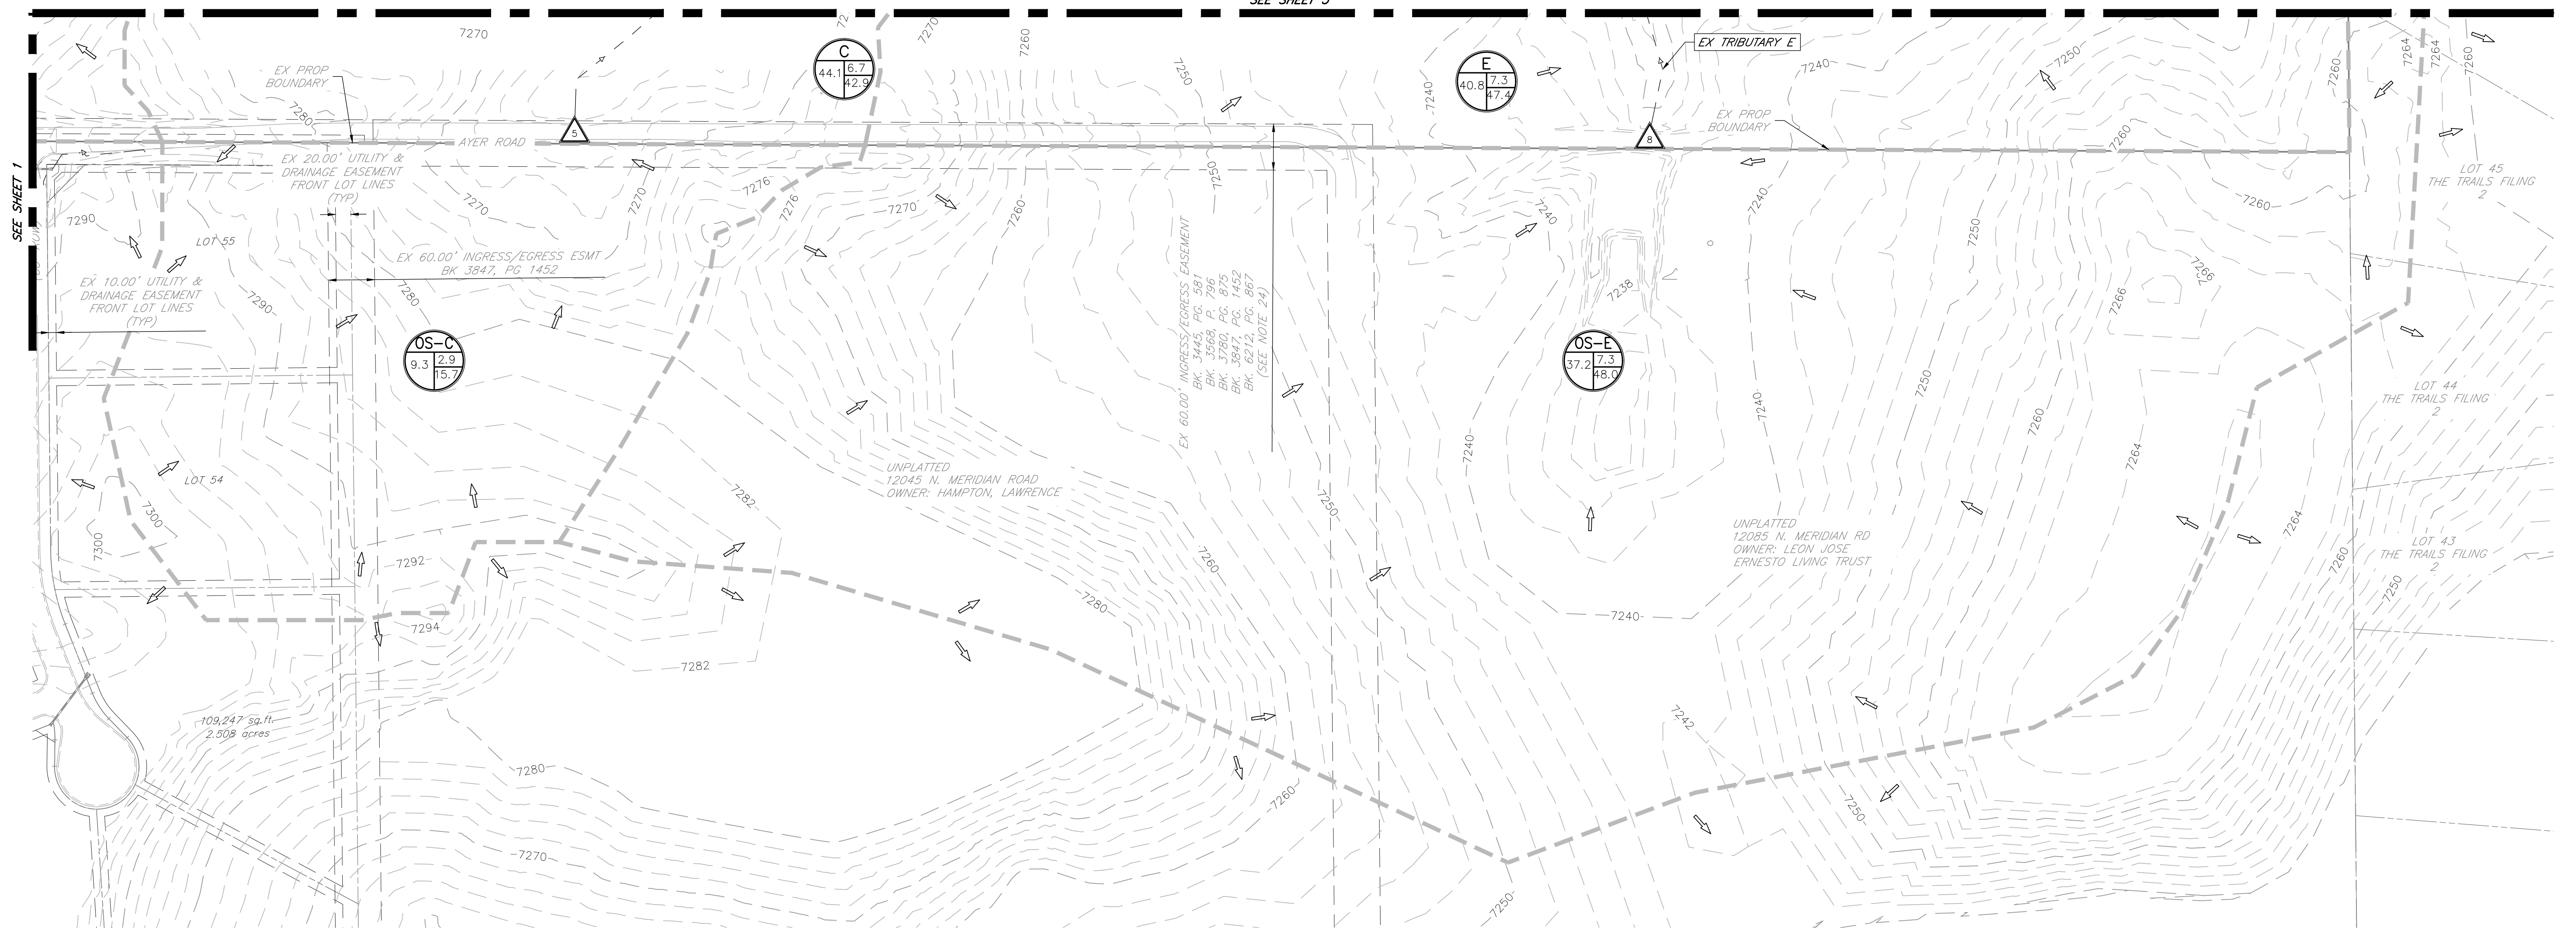 SEE SHEET 1
EX PROP
BOUNDARY
7270
72
7270
7260
7250
7240
7240
7250
7260
7264
7264
7260
C
44.1
6.7
42.9
E
40.8
7.3
47.4
EX TRIBUTARY E
EX PROP
BOUNDARY
7280
AYER ROAD
5
8
7260
EX 20.00' UTILITY &
DRAINAGE EASEMENT
FRONT LOT LINES
(TYP)
7290
LOT 55
7270
7270
7276
7276
7270
7260
7250
7240
7240
7250
7260
7266
7266
LOT 45
THE TRAILS FILING
2
EX 10.00' UTILITY &
DRAINAGE EASEMENT
FRONT LOT LINES
(TYP)
7290
EX 60.00' INGRESS/EGRESS ESMT
BK 3847, PG 1452
7280
EX 60.00' INGRESS/EGRESS EASEMENT
BK. 3445, PG. 581
BK. 3568, P. 796
BK. 3780, PG. 875
BK. 3847, PG. 1452
BK. 6212, PG. 867
(SEE NOTE 24)
7238
OS-C
9.3
2.9
15.7
OS-E
37.2
7.3
48.0
7240
7240
7250
7260
7264
7264
LOT 44
THE TRAILS FILING
2
LOT 54
7300
7300
7282
UNPLATTED
12045 N. MERIDIAN ROAD
OWNER: HAMPTON, LAWRENCE
7250
7260
UNPLATTED
12085 N. MERIDIAN RD
OWNER: LEON JOSE
ERNESTO LIVING TRUST
LOT 43
THE TRAILS FILING
2
7260
7250
7292
7294
7282
7280
7240
109,247 sq.ft.
2.508 acres
7280
7260
7242
7250
7270
7250